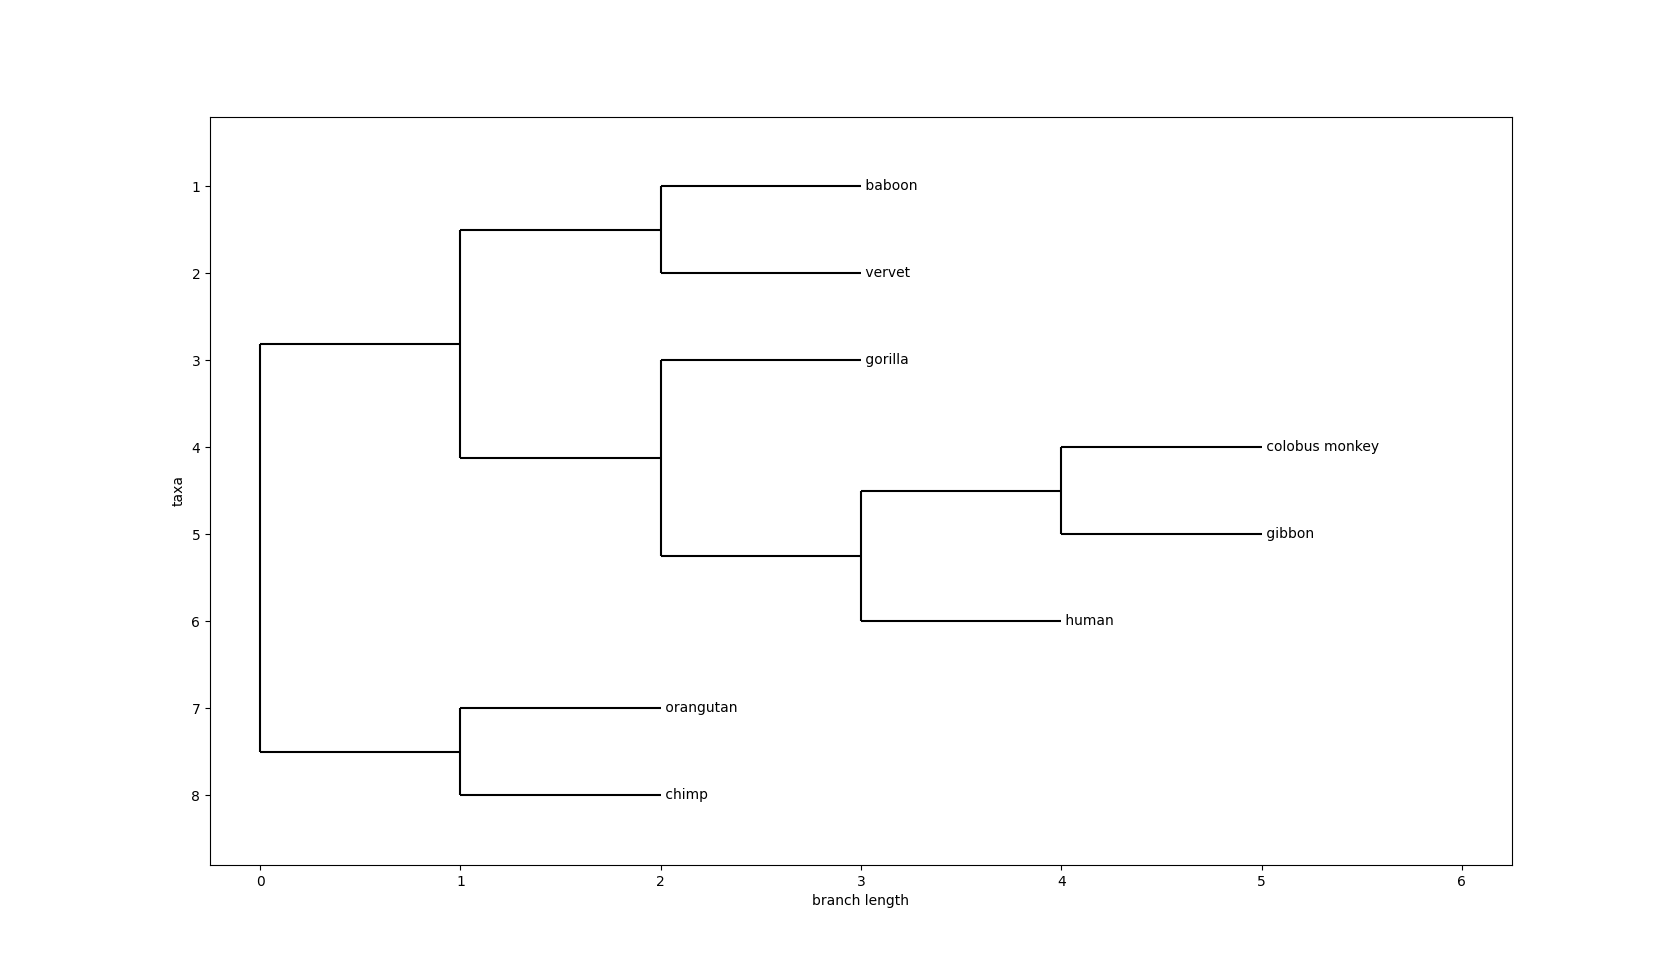 1
baboon
2
vervet
3
gorilla
4
colobus monkey
taxa
5
gibbon
6
human
7
orangutan
8
chimp
0 1 2 3 4 5 6
branch length